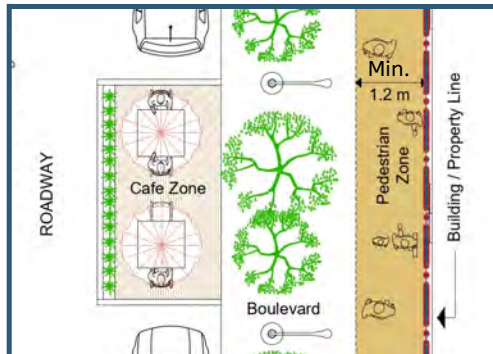 Min.
1.2 m
ROADWAY
Cafe Zone
Pedestrian
Zone
Building / Property Line
Boulevard